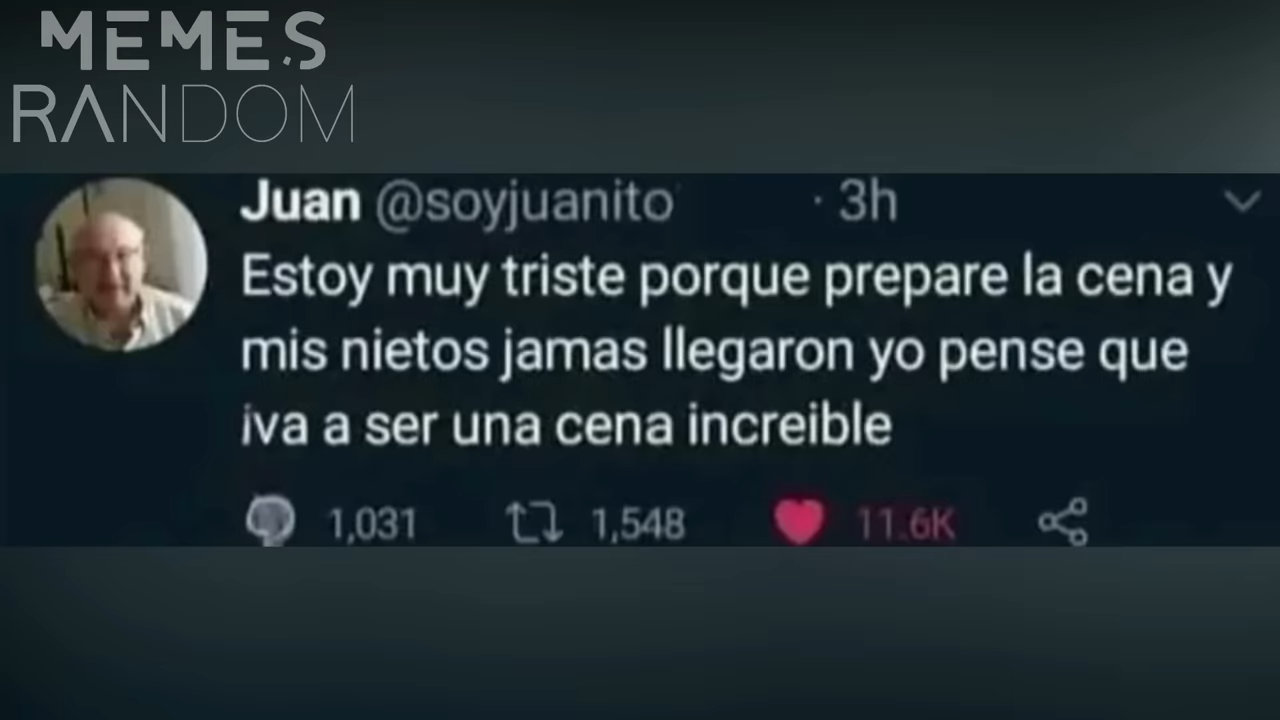 MEMES
RANDOM
Juan @soyjuanito · 3h
Estoy muy triste porque prepare la cena y
mis nietos jamas llegaron yo pense que
iva a ser una cena increible
1,031 1,548 11.6K